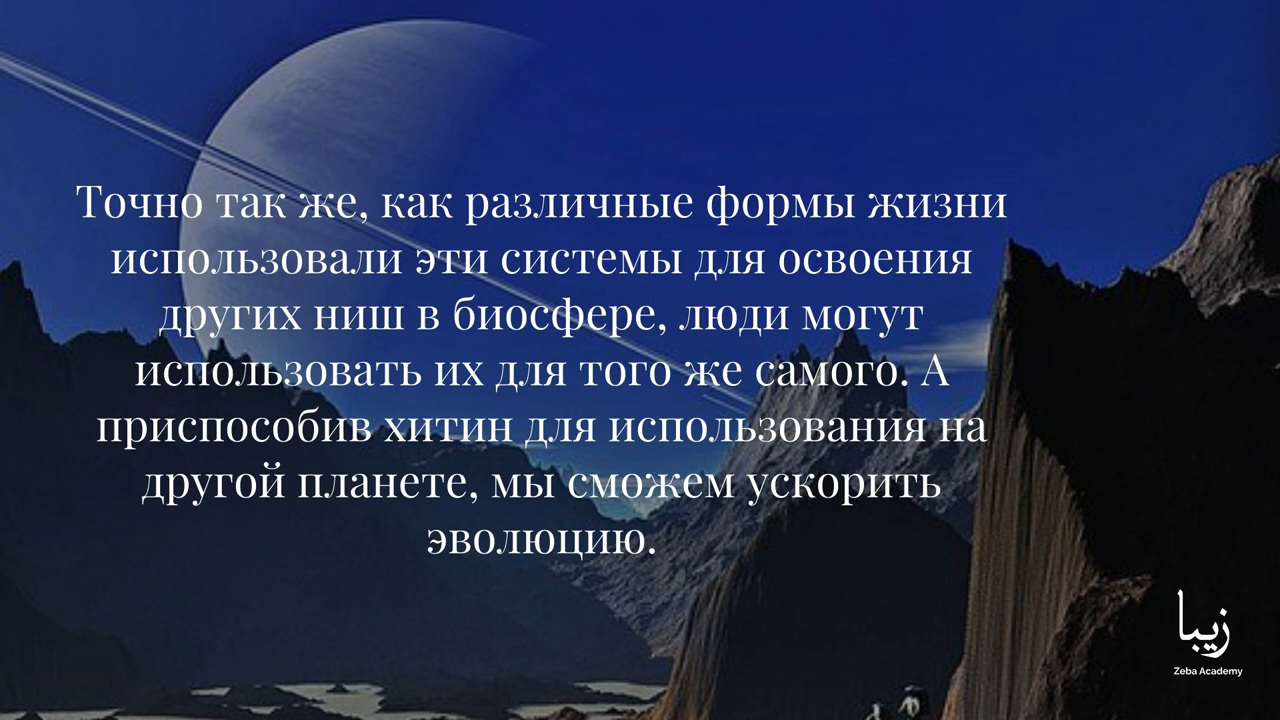 Точно так же, как различные формы жизни
использовали эти системы для освоения
других ниш в биосфере, люди могут
использовать их для того же самого. А
приспособив хитин для использования на
другой планете, мы сможем ускорить
эволюцию.
زيبا
Zeba Academy